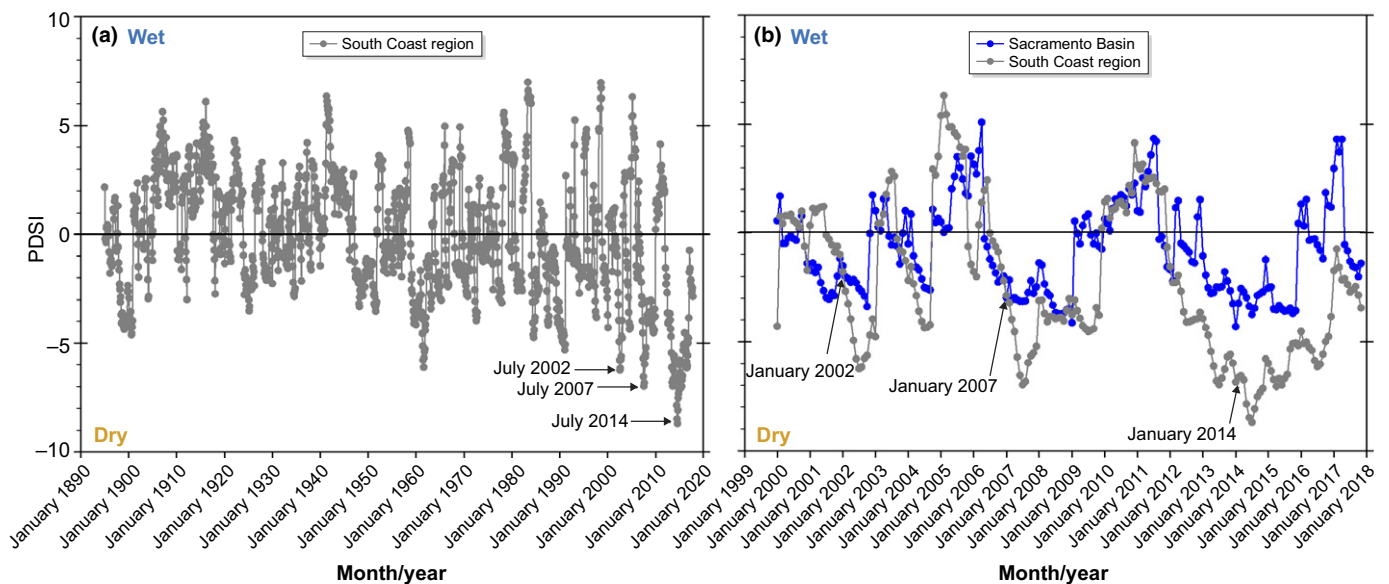 (a) Wet
South Coast region
PDSI
10
5
0
–5
–10
July 2002
July 2007
July 2014
Dry
January 1890
January 1900
January 1910
January 1920
January 1930
January 1940
January 1950
January 1960
January 1970
January 1980
January 1990
January 2000
January 2010
January 2020
Month/year
(b) Wet
Sacramento Basin
South Coast region
January 2002
January 2007
January 2014
Dry
January 1999
January 2000
January 2001
January 2002
January 2003
January 2004
January 2005
January 2006
January 2007
January 2008
January 2009
January 2010
January 2011
January 2012
January 2013
January 2014
January 2015
January 2016
January 2017
January 2018
Month/year